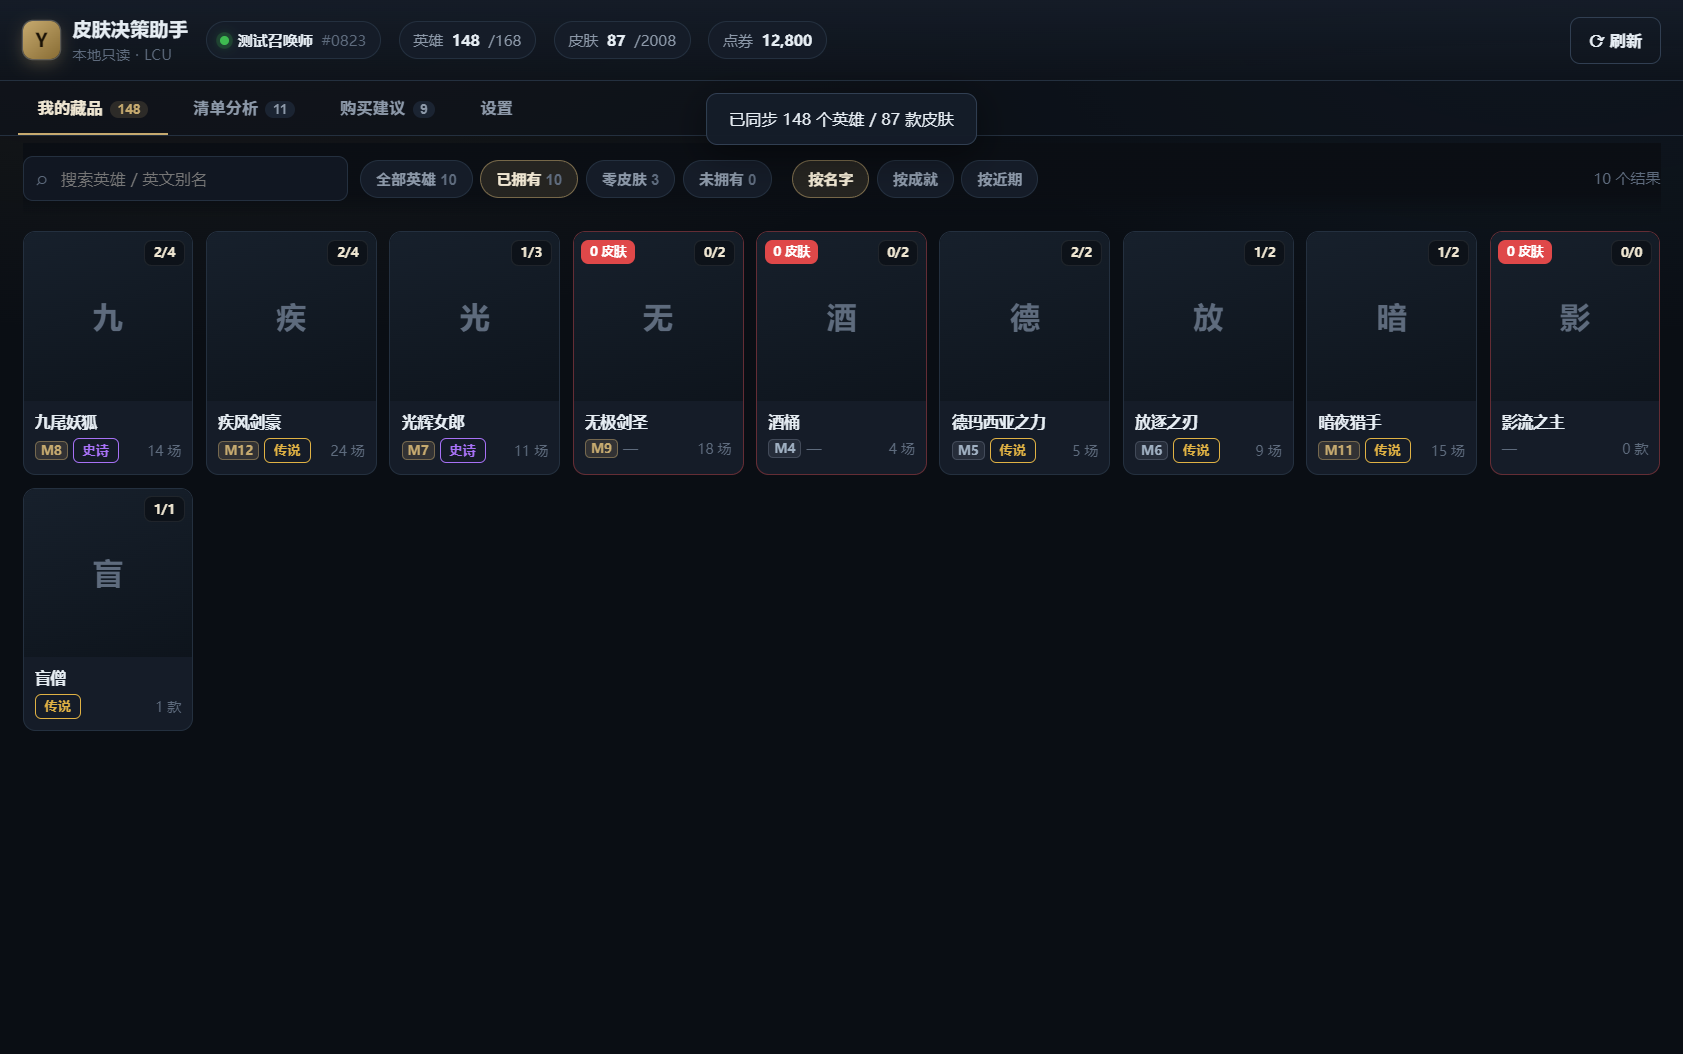 Y 皮肤决策助手 测试召唤师 #0823 英雄 148 /168 皮肤 87 /2008 点券 12,800 刷新
本地只读 · LCU
我的藏品 148 清单分析 11 购买建议 9 设置
已同步 148 个英雄 / 87 款皮肤
搜索英雄 / 英文别名 全部英雄 10 已拥有 10 零皮肤 3 未拥有 0 按名字 按成就 按近期 10 个结果
2/4 2/4 1/3 0 皮肤 0/2 0 皮肤 0/2 2/2 1/2 1/2 0 皮肤 0/0
九 疾 光 无 酒 德 放 暗 影
九尾妖狐 疾风剑豪 光辉女郎 无极剑圣 酒桶 德玛西亚之力 放逐之刃 暗夜猎手 影流之主
M8 史诗 14 场 M12 传说 24 场 M7 史诗 11 场 M9 — 18 场 M4 — 4 场 M5 传说 5 场 M6 传说 9 场 M11 传说 15 场 — 0 款
1/1
盲
盲僧
传说 1 款